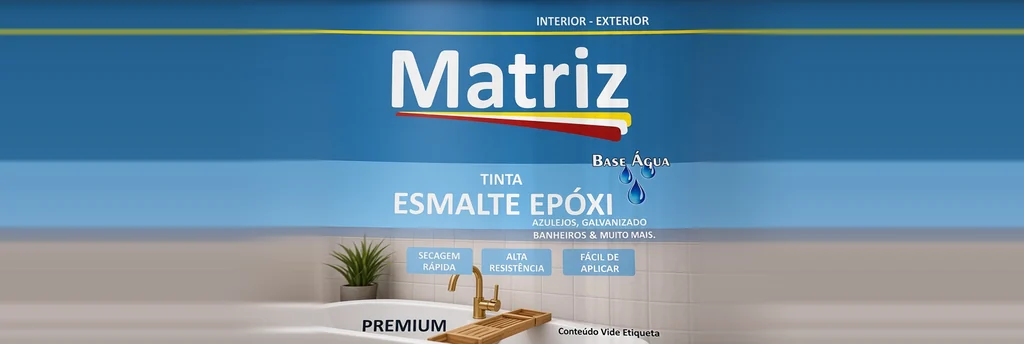 INTERIOR - EXTERIOR
Matriz
BASE ÁGUA
TINTA
ESMALTE EPÓXI
AZULEJOS, GALVANIZADO
BANHEIROS & MUITO MAIS.
SECAGEM
RÁPIDA
ALTA
RESISTÊNCIA
FÁCIL DE
APLICAR
PREMIUM
Conteúdo Vide Etiqueta